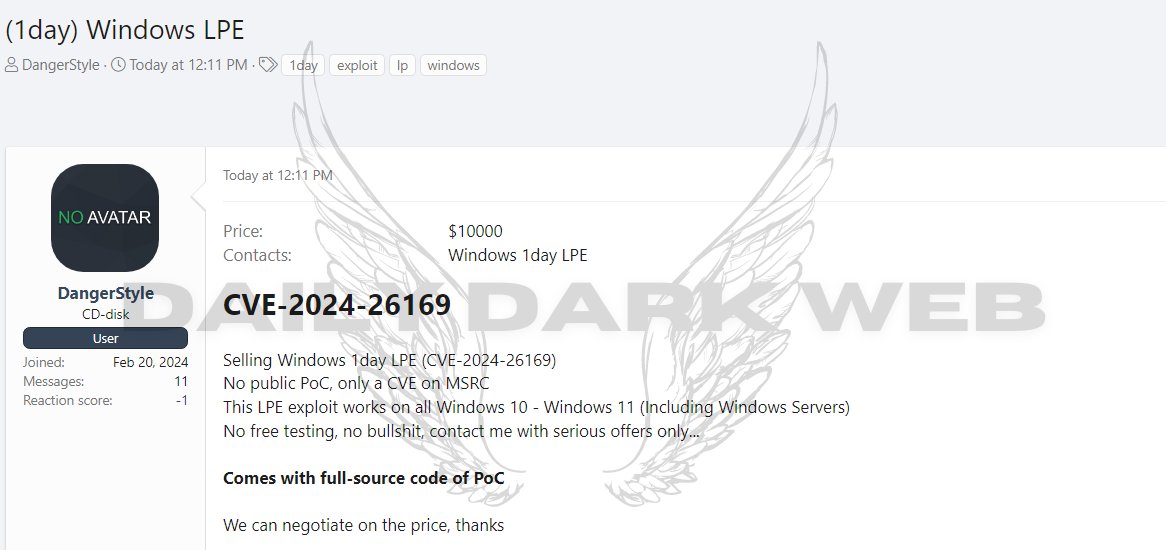 (1day) Windows LPE
DangerStyle · Today at 12:11 PM · 1day exploit lp windows
Today at 12:11 PM
NO AVATAR
DangerStyle
CD-disk
User
Joined: Feb 20, 2024
Messages: 11
Reaction score: -1
Price: $10000
Contacts: Windows 1day LPE
DAILY DARK WEB
CVE-2024-26169
Selling Windows 1day LPE (CVE-2024-26169)
No public PoC, only a CVE on MSRC
This LPE exploit works on all Windows 10 - Windows 11 (Including Windows Servers)
No free testing, no bullshit, contact me with serious offers only...
Comes with full-source code of PoC
We can negotiate on the price, thanks